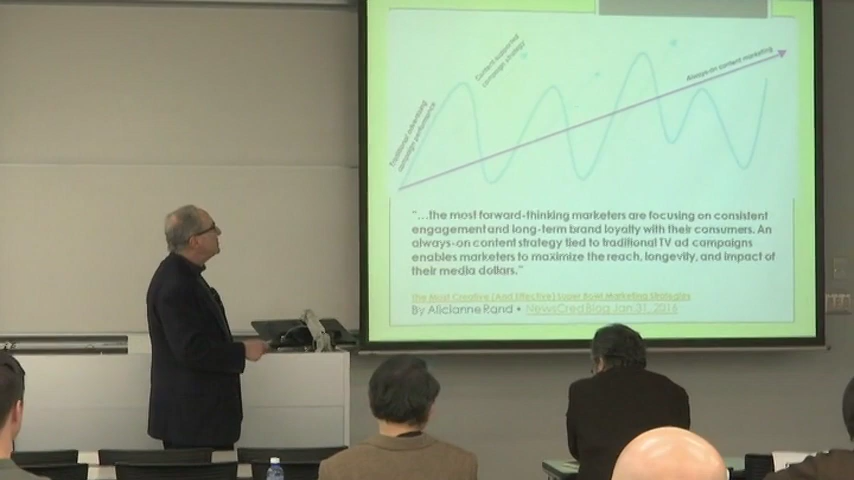 Traditional advertising
campaign performance
Content-supported
campaign strategy
Always-on content marketing
"...the most forward-thinking marketers are focusing on consistent
engagement and long-term brand loyalty with their consumers. An
always-on content strategy tied to traditional TV ad campaigns
enables marketers to maximize the reach, longevity, and impact of
their media dollars."
The Most Creative (And Effective) Super Bowl Marketing Strategies
By Alicianne Rand • NewsCred Blog Jan 31, 2016